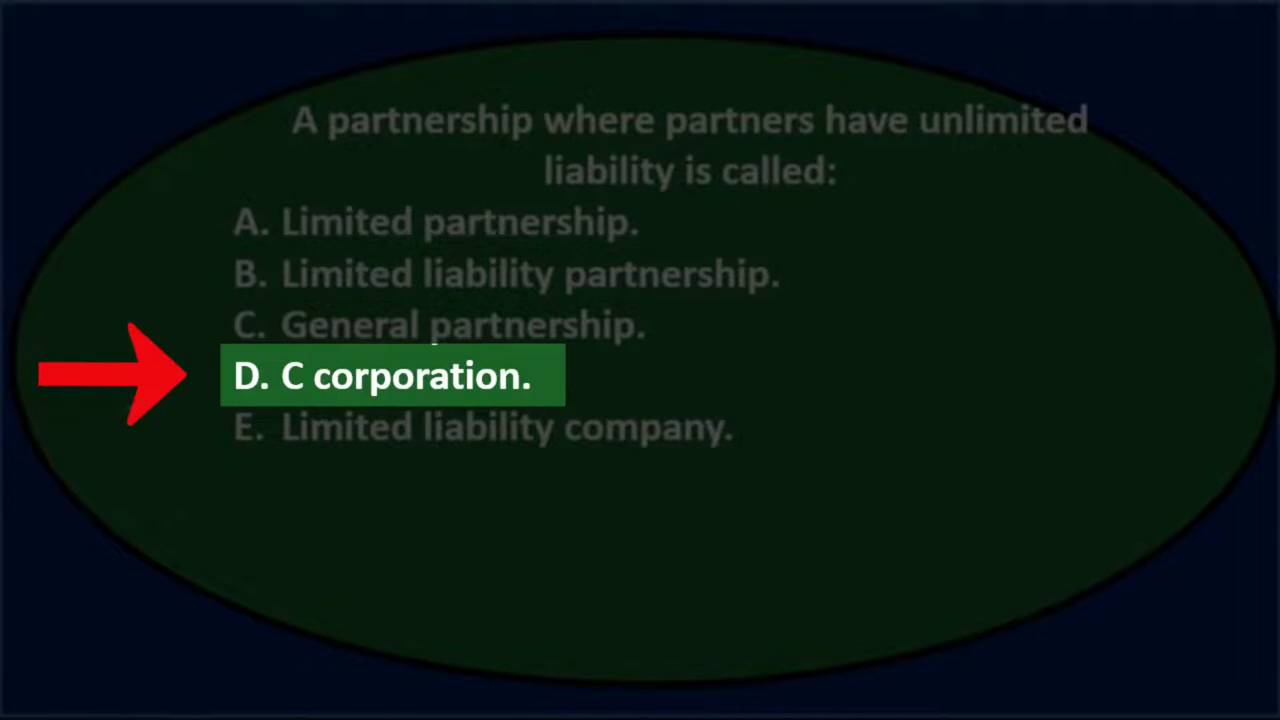 A partnership where partners have unlimited
liability is called:
A. Limited partnership.
B. Limited liability partnership.
C. General partnership.
D. C corporation.
E. Limited liability company.